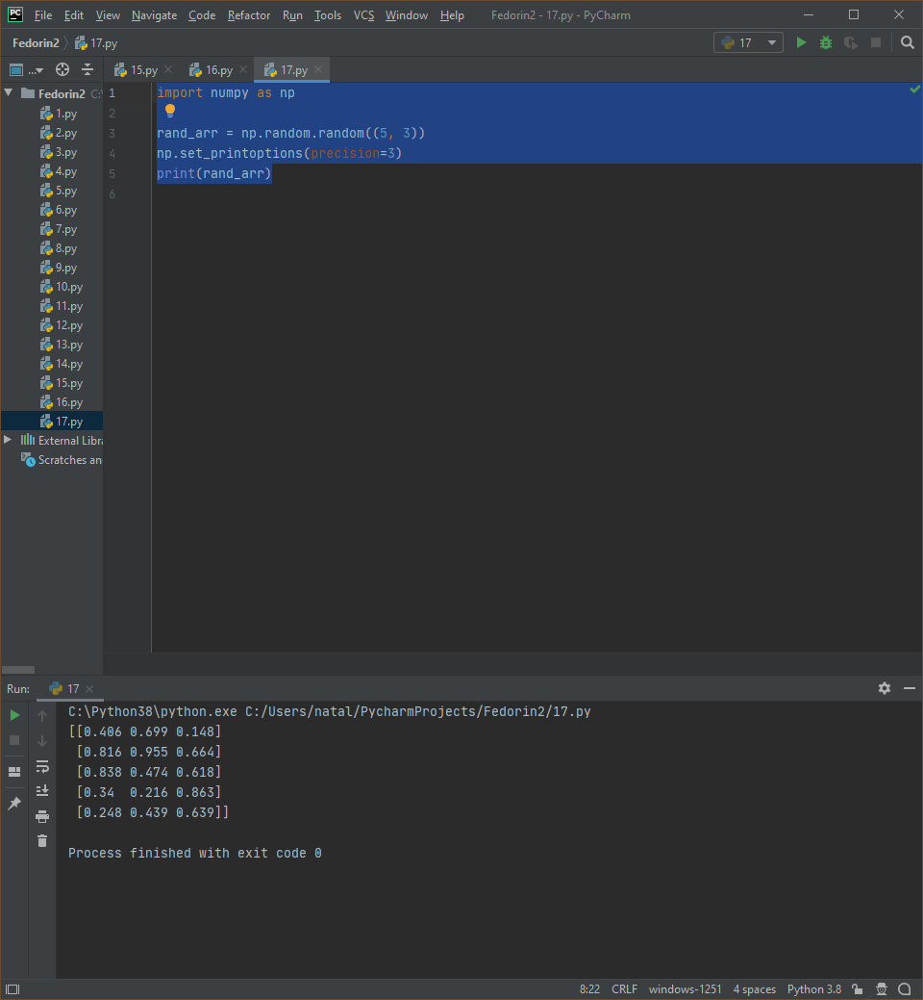 PC File Edit View Navigate Code Refactor Run Tools VCS Window Help Fedorin2 - 17.py - PyCharm
Fedorin2 17.py 17
... 15.py 16.py 17.py
Fedorin2 C:\
1.py
2.py
3.py
4.py
5.py
6.py
7.py
8.py
9.py
10.py
11.py
12.py
13.py
14.py
15.py
16.py
17.py
External Libra
Scratches an
1 import numpy as np
2
3 rand_arr = np.random.random((5, 3))
4 np.set_printoptions(precision=3)
5 print(rand_arr)
6
Run: 17
C:\Python38\python.exe C:/Users/natal/PycharmProjects/Fedorin2/17.py
[[0.406 0.699 0.148]
 [0.816 0.955 0.664]
 [0.838 0.474 0.618]
 [0.34  0.216 0.863]
 [0.248 0.439 0.639]]
Process finished with exit code 0
8:22 CRLF windows-1251 4 spaces Python 3.8